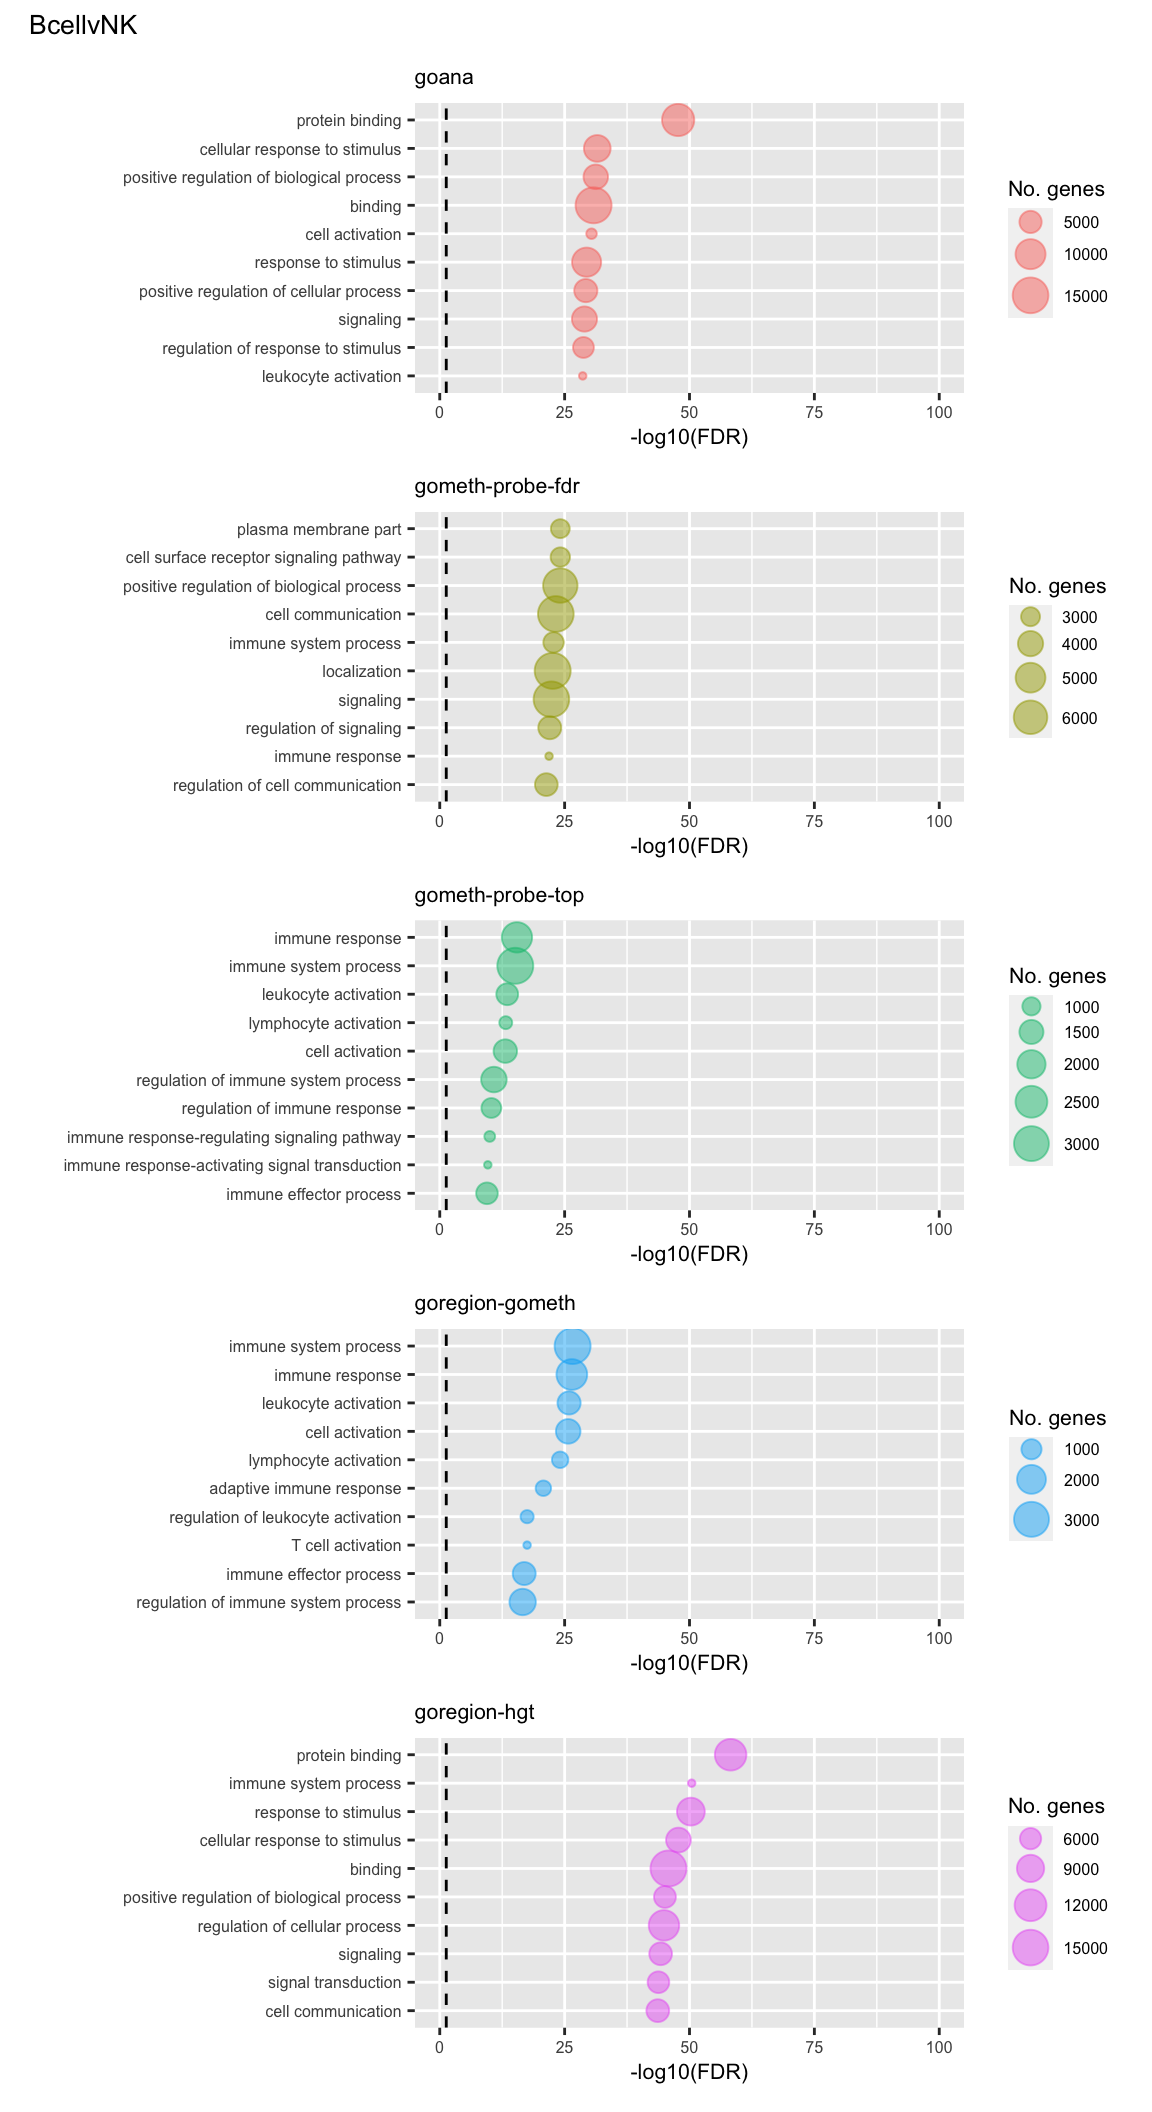 BcellvNK
goana
protein binding
cellular response to stimulus
positive regulation of biological process
binding
cell activation
response to stimulus
positive regulation of cellular process
signaling
regulation of response to stimulus
leukocyte activation
0 25 50 75 100
-log10(FDR)
No. genes
5000
10000
15000
gometh-probe-fdr
plasma membrane part
cell surface receptor signaling pathway
positive regulation of biological process
cell communication
immune system process
localization
signaling
regulation of signaling
immune response
regulation of cell communication
0 25 50 75 100
-log10(FDR)
No. genes
3000
4000
5000
6000
gometh-probe-top
immune response
immune system process
leukocyte activation
lymphocyte activation
cell activation
regulation of immune system process
regulation of immune response
immune response-regulating signaling pathway
immune response-activating signal transduction
immune effector process
0 25 50 75 100
-log10(FDR)
No. genes
1000
1500
2000
2500
3000
goregion-gometh
immune system process
immune response
leukocyte activation
cell activation
lymphocyte activation
adaptive immune response
regulation of leukocyte activation
T cell activation
immune effector process
regulation of immune system process
0 25 50 75 100
-log10(FDR)
No. genes
1000
2000
3000
goregion-hgt
protein binding
immune system process
response to stimulus
cellular response to stimulus
binding
positive regulation of biological process
regulation of cellular process
signaling
signal transduction
cell communication
0 25 50 75 100
-log10(FDR)
No. genes
6000
9000
12000
15000